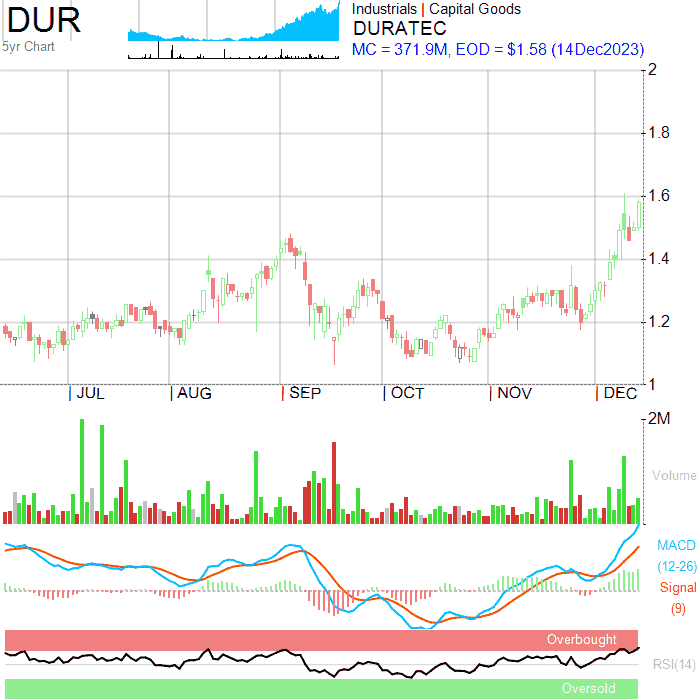 DUR
5yr Chart
Industrials | Capital Goods
DURATEC
MC = 371.9M, EOD = $1.58 (14Dec2023)
2
1.8
1.6
1.4
1.2
1
JUL AUG SEP OCT NOV DEC
2M
Volume
MACD
(12-26)
Signal
(9)
Overbought
RSI(14)
Oversold